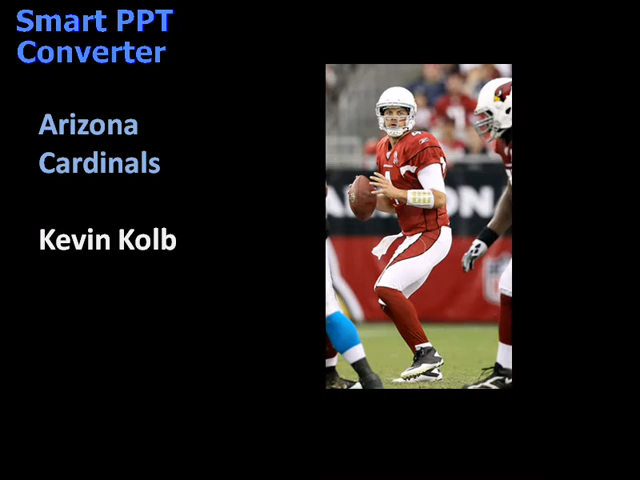 Smart PPT
Converter
Arizona
Cardinals
Kevin Kolb